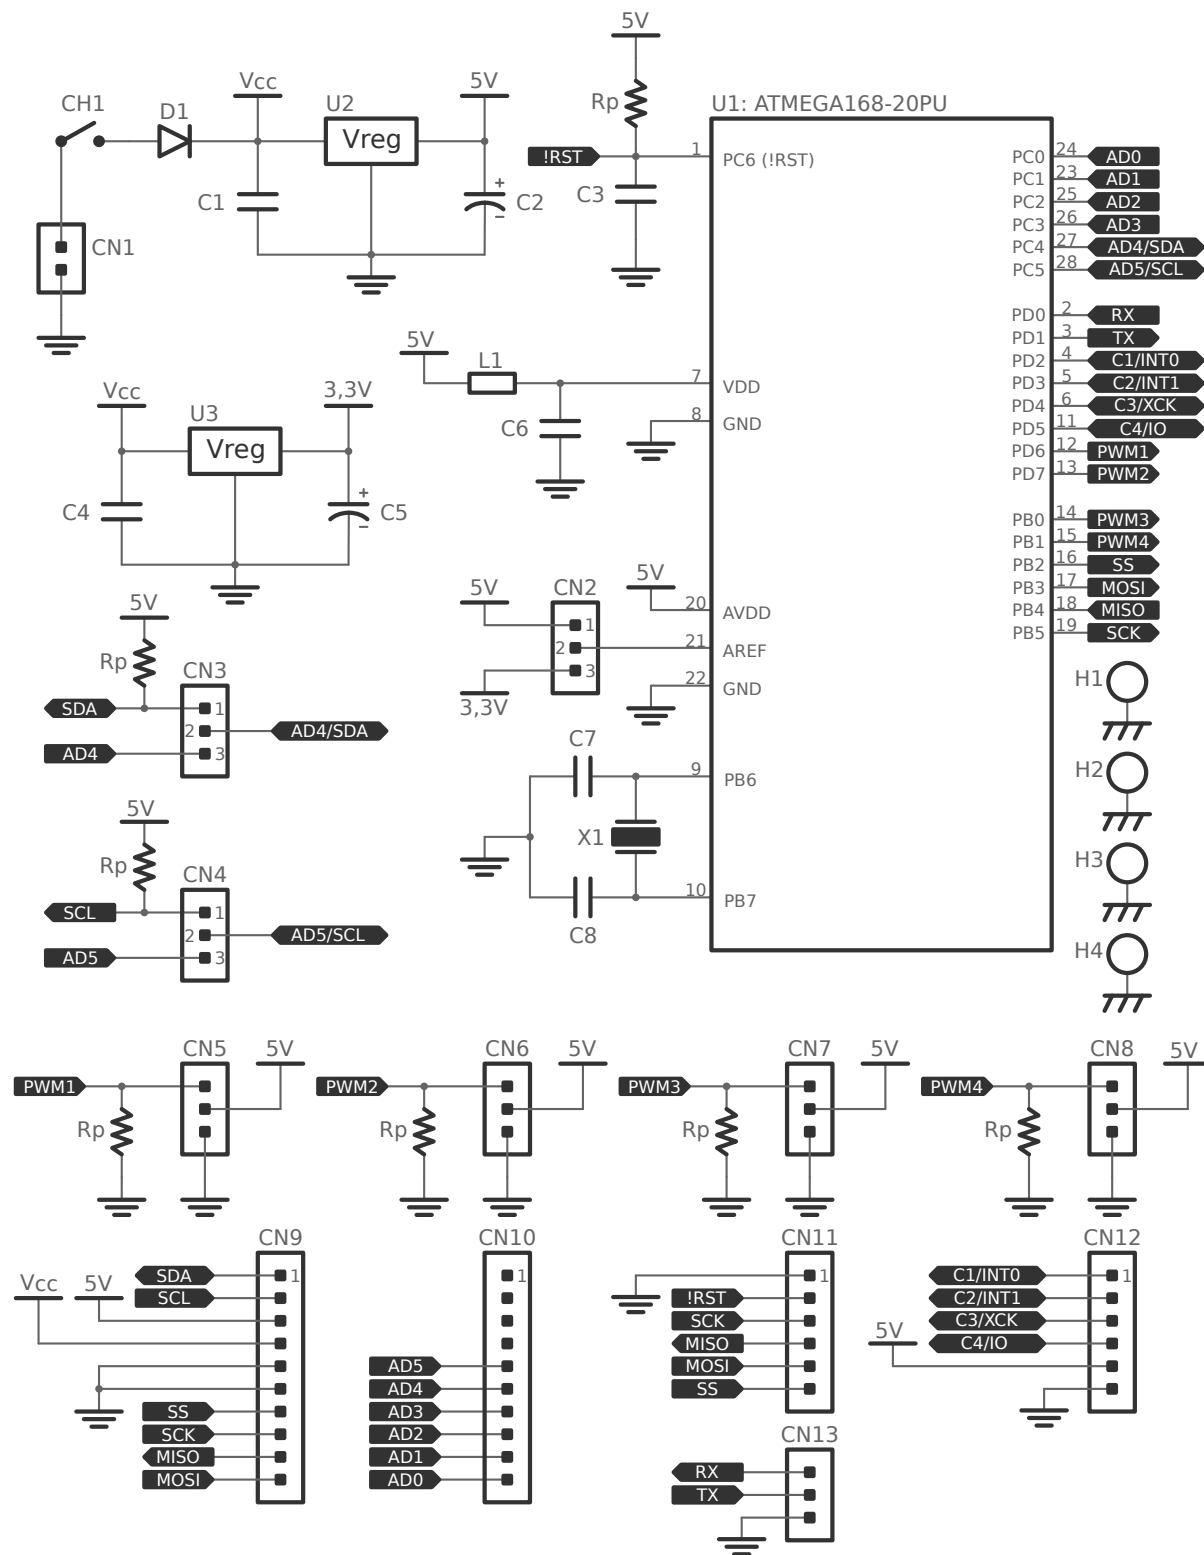 5V
Rp
!RST
C3
CH1
D1
Vcc
U2
Vreg
5V
C1
+
C2
−
CN1
U1: ATMEGA168-20PU
1 PC6 (!RST)
PC0 24 AD0
PC1 23 AD1
PC2 25 AD2
PC3 26 AD3
PC4 27 AD4/SDA
PC5 28 AD5/SCL
PD0 2 RX
PD1 3 TX
PD2 4 C1/INT0
PD3 5 C2/INT1
PD4 6 C3/XCK
PD5 11 C4/IO
PD6 12 PWM1
PD7 13 PWM2
PB0 14 PWM3
PB1 15 PWM4
PB2 16 SS
PB3 17 MOSI
PB4 18 MISO
PB5 19 SCK
5V
L1
C6
7 VDD
8 GND
Vcc
U3
Vreg
3,3V
C4
+
C5
−
5V
CN2
5V
1
2
3
3,3V
20 AVDD
21 AREF
22 GND
C7
X1
C8
9 PB6
10 PB7
H1
H2
H3
H4
5V
Rp
CN3
SDA 1
2 AD4/SDA
AD4 3
5V
Rp
CN4
SCL 1
2 AD5/SCL
AD5 3
CN5
5V
PWM1
Rp
CN6
5V
PWM2
Rp
CN7
5V
PWM3
Rp
CN8
5V
PWM4
Rp
CN9
Vcc
5V
SDA 1
SCL
SS
SCK
MISO
MOSI
CN10
1
AD5
AD4
AD3
AD2
AD1
AD0
CN11
1
!RST
SCK
MISO
MOSI
SS
CN12
C1/INT0 1
C2/INT1
C3/XCK
C4/IO
5V
CN13
RX
TX